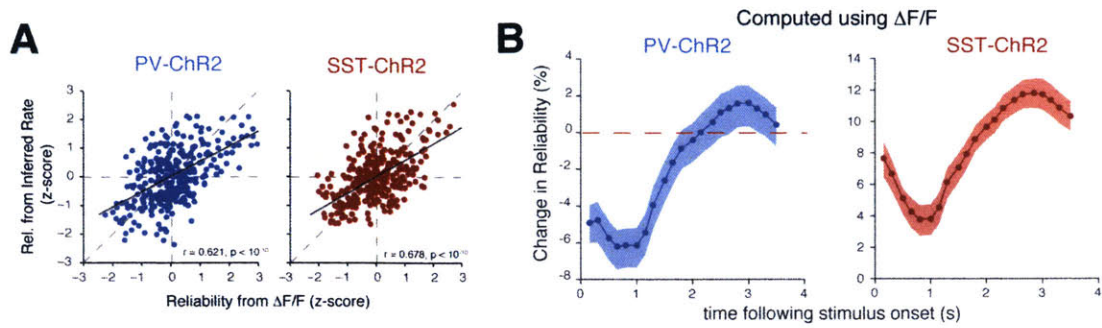 A
PV-ChR2
SST-ChR2
Rel. from Inferred Rate
(z-score)
3
2
1
0
-1
-2
-3
-3 -2 -1 0 1 2 3
-3 -2 -1 0 1 2 3
r = 0.621, p < 10
r = 0.678, p < 10
Reliability from ΔF/F (z-score)
B
Computed using ΔF/F
PV-ChR2
SST-ChR2
Change in Reliability (%)
4
2
0
-2
-4
-6
-8
0 1 2 3 4
14
12
10
8
6
4
2
0
0 1 2 3 4
time following stimulus onset (s)